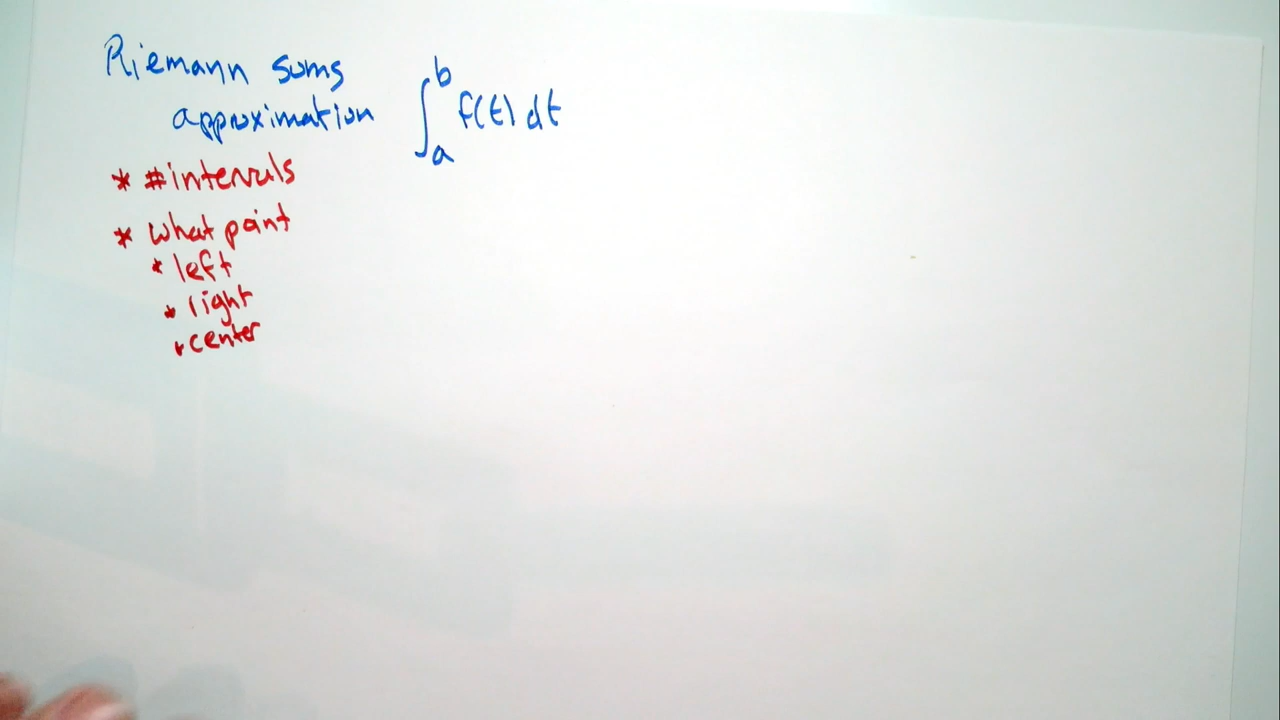 Riemann sums
approximation ∫_a^b f(t) dt
* #intervals
* what point
* left
* right
* center